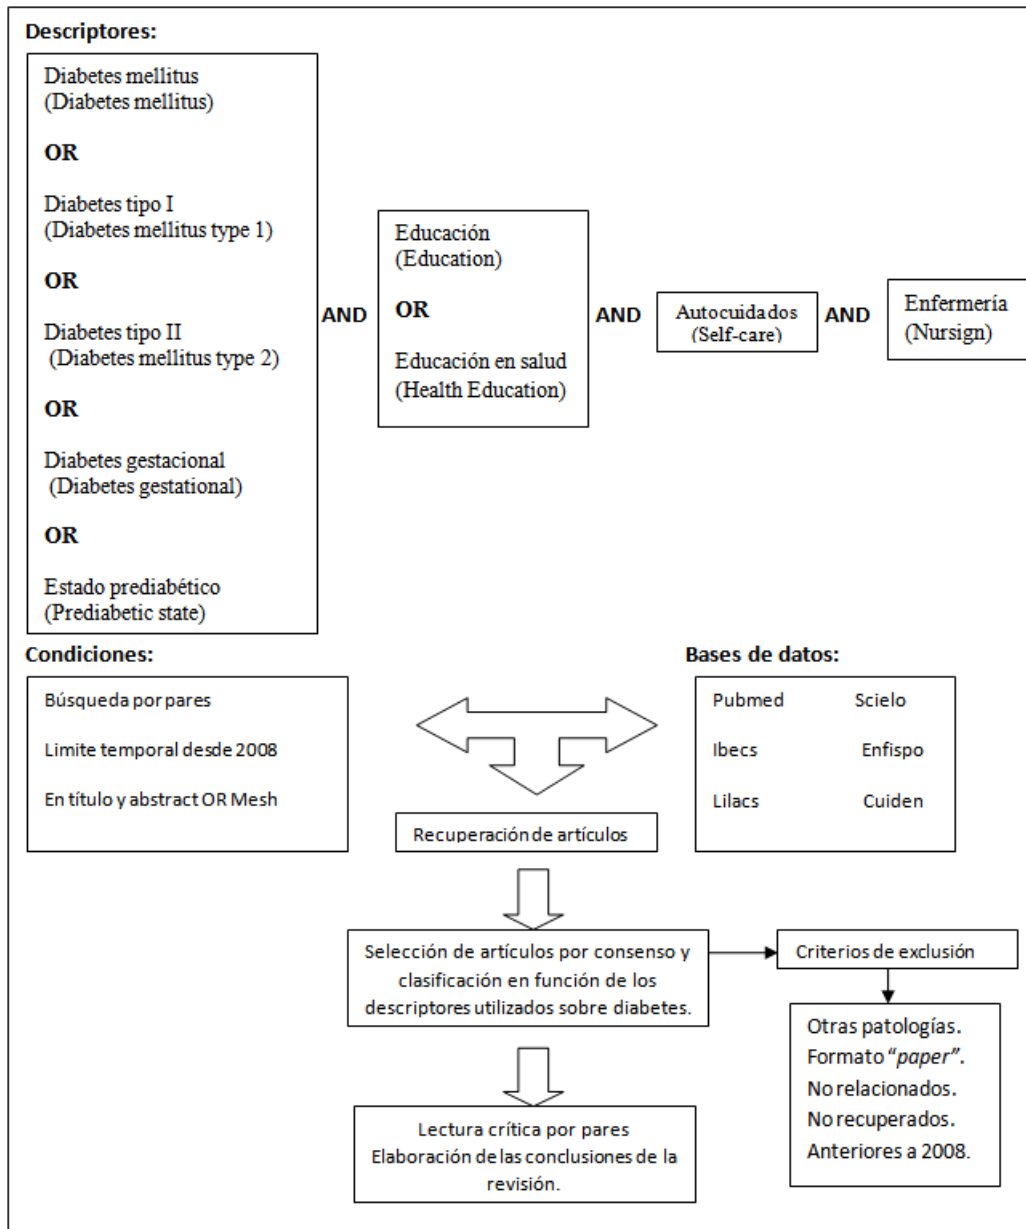 Descriptores:
Diabetes mellitus
(Diabetes mellitus)
OR
Diabetes tipo I
(Diabetes mellitus type 1)
OR
Diabetes tipo II
(Diabetes mellitus type 2)
OR
Diabetes gestacional
(Diabetes gestational)
OR
Estado prediabético
(Prediabetic state)
AND
Educación
(Education)
OR
Educación en salud
(Health Education)
AND
Autocuidados
(Self-care)
AND
Enfermería
(Nursign)
Condiciones:
Búsqueda por pares
Limite temporal desde 2008
En título y abstract OR Mesh
Bases de datos:
Pubmed Scielo
Ibecs Enfispo
Lilacs Cuiden
Recuperación de artículos
Selección de artículos por consenso y
clasificación en función de los
descriptores utilizados sobre diabetes.
Criterios de exclusión
Otras patologías.
Formato “paper”.
No relacionados.
No recuperados.
Anteriores a 2008.
Lectura crítica por pares
Elaboración de las conclusiones de la
revisión.